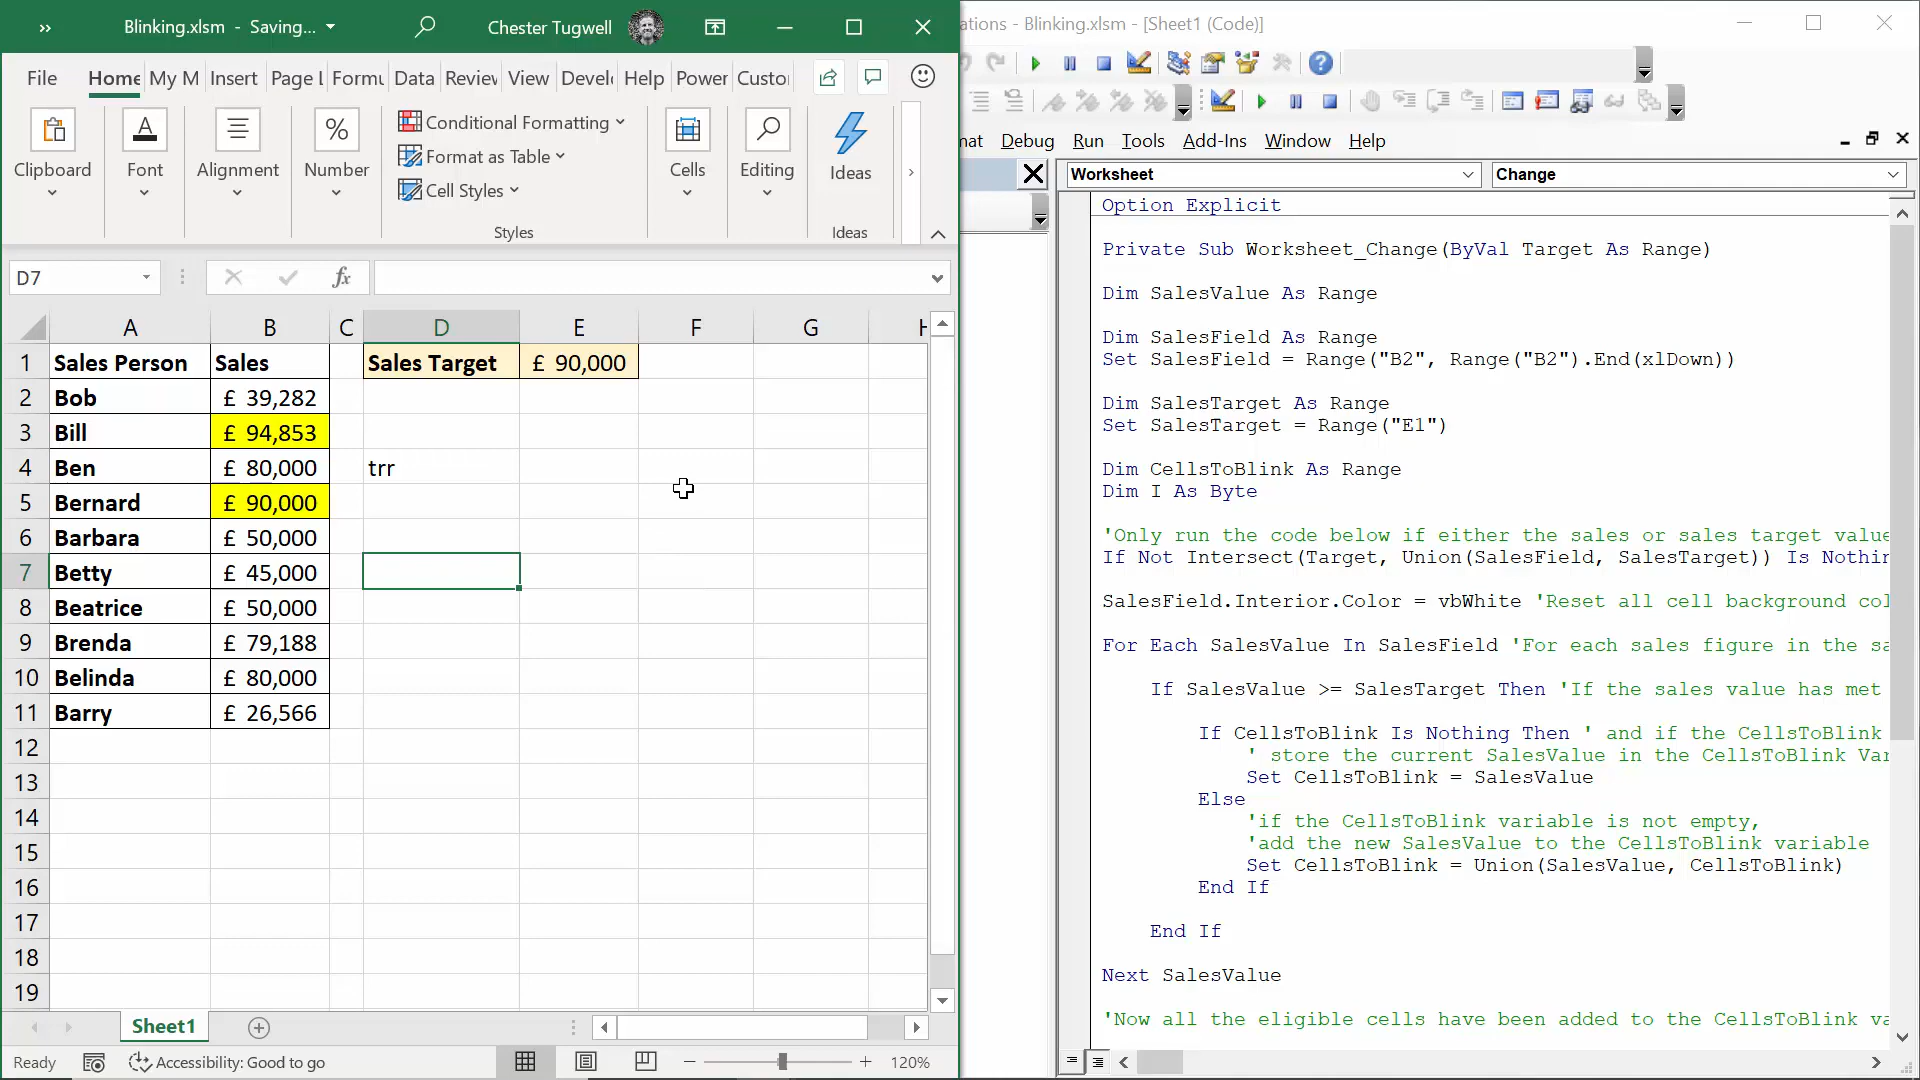 Blinking.xlsm - Saving...
Chester Tugwell
File Home My M Insert Page L Formu Data Review View Devel Help Power Custo
Clipboard
Font
Alignment
Number
Conditional Formatting
Format as Table
Cell Styles
Styles
Cells
Editing
Ideas
Ideas
D7
fx
A B C D E F G H
1 Sales Person Sales Sales Target £ 90,000
2 Bob £ 39,282
3 Bill £ 94,853
4 Ben £ 80,000 trr
5 Bernard £ 90,000
6 Barbara £ 50,000
7 Betty £ 45,000
8 Beatrice £ 50,000
9 Brenda £ 79,188
10 Belinda £ 80,000
11 Barry £ 26,566
12
13
14
15
16
17
18
19
Sheet1
Ready
Accessibility: Good to go
120%
ations - Blinking.xlsm - [Sheet1 (Code)]
nat Debug Run Tools Add-Ins Window Help
Worksheet
Change
Option Explicit
Private Sub Worksheet_Change(ByVal Target As Range)
Dim SalesValue As Range
Dim SalesField As Range
Set SalesField = Range("B2", Range("B2").End(xlDown))
Dim SalesTarget As Range
Set SalesTarget = Range("E1")
Dim CellsToBlink As Range
Dim I As Byte
'Only run the code below if either the sales or sales target value
If Not Intersect(Target, Union(SalesField, SalesTarget)) Is Nothin
SalesField.Interior.Color = vbWhite 'Reset all cell background col
For Each SalesValue In SalesField 'For each sales figure in the sa
If SalesValue >= SalesTarget Then 'If the sales value has met
If CellsToBlink Is Nothing Then ' and if the CellsToBlink
' store the current SalesValue in the CellsToBlink Var
Set CellsToBlink = SalesValue
Else
'if the CellsToBlink variable is not empty,
'add the new SalesValue to the CellsToBlink variable
Set CellsToBlink = Union(SalesValue, CellsToBlink)
End If
End If
Next SalesValue
'Now all the eligible cells have been added to the CellsToBlink va